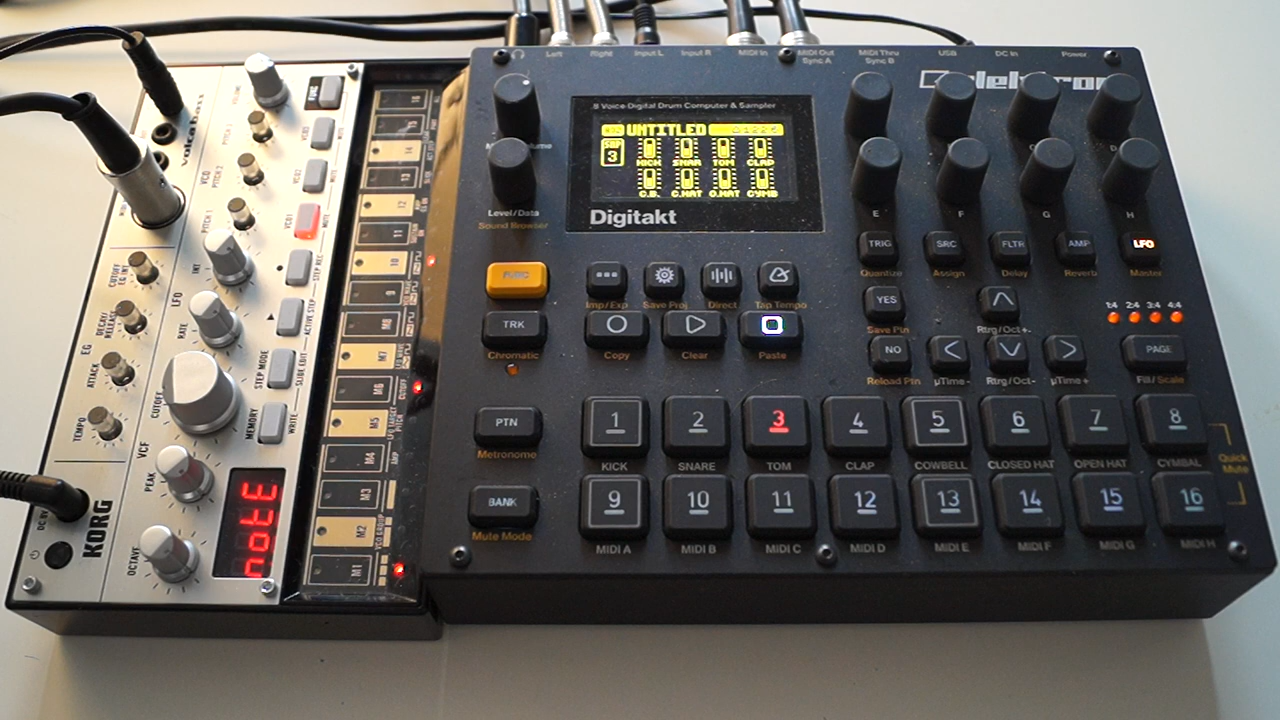 Left
Right
Input L
Input R
MIDI In
MIDI Out
Sync A
MIDI Thru
Sync B
USB
DC In
Power
elektron
8 Voice Digital Drum Computer & Sampler
UNTITLED
3
KICK
SNAR
TOM
CLAP
C.B.
C.HAT
O.HAT
CYMB
Digitakt
Level/Data
Sound Browser
E
F
G
H
TRIG
SRC
FLTR
AMP
LFO
Quantize
Assign
Delay
Reverb
Master
FUNC
Imp/Exp
Save Proj
Direct
Tap Tempo
YES
Save Ptn
Rtrg/Oct+
1:4
2:4
3:4
4:4
TRK
Chromatic
Copy
Clear
Paste
NO
Reload Ptn
µTime-
Rtrg/Oct-
µTime+
PAGE
Fill/Scale
PTN
Metronome
1
2
3
4
5
6
7
8
KICK
SNARE
TOM
CLAP
COWBELL
CLOSED HAT
OPEN HAT
CYMBAL
Quick
Mute
BANK
Mute Mode
9
10
11
12
13
14
15
16
MIDI A
MIDI B
MIDI C
MIDI D
MIDI E
MIDI F
MIDI G
MIDI H
volca bass
FUNC
VOLUME
VCO
PITCH 3
PITCH 2
PITCH 1
VCO3
VCO2
VCO1
MUTE
MUTE
MUTE
LFO
INT
RATE
STEP REC
ACTIVE STEP
STEP MODE
SLIDE EDIT
MEMORY
WRITE
CUTOFF
EG INT
DECAY/
RELEASE
EG
ATTACK
TEMPO
VCF
CUTOFF
PEAK
OCTAVE
KORG
DC 9V
16
15
14
13
12
11
10
9
M8
M7
M6
M5
M4
M3
M2
M1